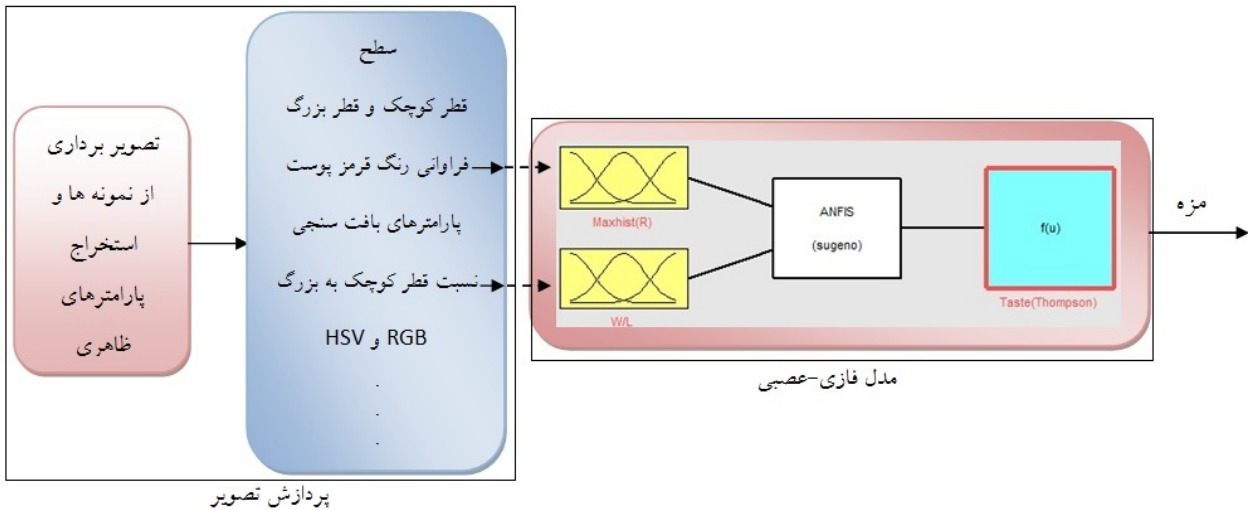 تصویر برداری
از نمونه ها و
استخراج
پارامترهای
ظاهری
سطح
قطر کوچک و قطر بزرگ
فراوانی رنگ قرمز پوست
پارامترهای بافت سنجی
نسبت قطر کوچک به بزرگ
RGB و HSV
.
.
.
پردازش تصویر
Maxhist(R)
W/L
ANFIS
(sugeno)
f(u)
Taste(Thompson)
مدل فازی-عصبی
مزه